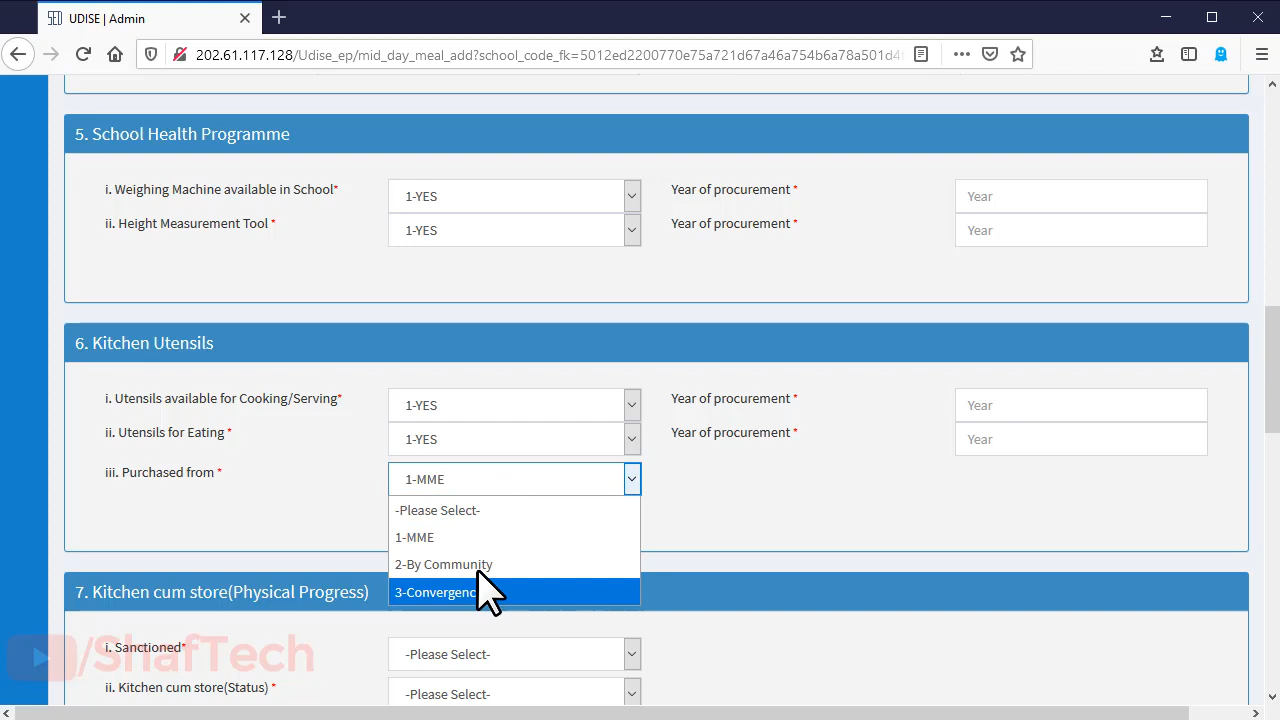 UDISE | Admin
202.61.117.128/Udise_ep/mid_day_meal_add?school_code_fk=5012ed2200770e75a721d67a46a754b6a78a501d4
5. School Health Programme
i. Weighing Machine available in School*
1-YES
Year of procurement *
Year
ii. Height Measurement Tool *
1-YES
Year of procurement *
Year
6. Kitchen Utensils
i. Utensils available for Cooking/Serving*
1-YES
Year of procurement *
Year
ii. Utensils for Eating *
1-YES
Year of procurement *
Year
iii. Purchased from *
1-MME
-Please Select-
1-MME
2-By Community
3-Convergenc
7. Kitchen cum store(Physical Progress)
i. Sanctioned*
-Please Select-
/ShafTech
ii. Kitchen cum store(Status) *
-Please Select-